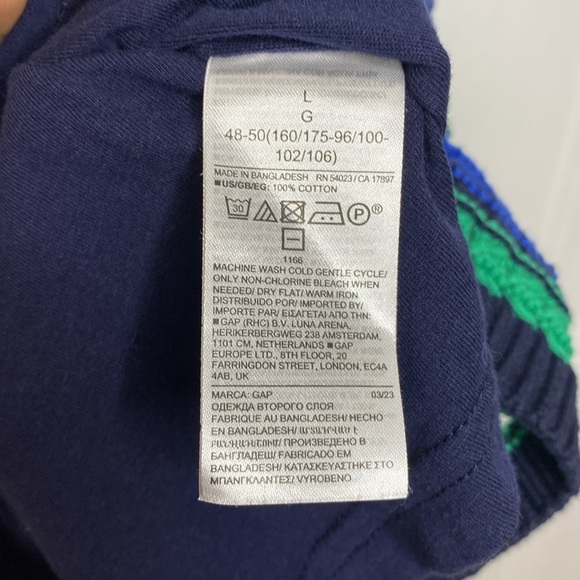 L
G
48-50(160/175-96/100-
102/106)
MADE IN BANGLADESH RN 54023 / CA 17897
■ US/GB/EG: 100% COTTON
30 P ®
1166
MACHINE WASH COLD GENTLE CYCLE/
ONLY NON-CHLORINE BLEACH WHEN
NEEDED/ DRY FLAT/ WARM IRON
DISTRIBUIDO POR/ IMPORTED BY/
IMPORTE PAR/ ΕΙΣΑΓΕΤΑΙ ΑΠΟ ΤΗΝ:
■ GAP (RHC) B.V. LUNA ARENA,
HERIKERBERGWEG 238 AMSTERDAM,
1101 CM, NETHERLANDS ■ GAP
EUROPE LTD., 8TH FLOOR, 20
FARRINGDON STREET, LONDON, EC4A
4AB, UK
MARCA: GAP 03/23
ОДЕЖДА ВТОРОГО СЛОЯ
FABRIQUE AU BANGLADESH/ HECHO
EN BANGLADESH/ ԱՐՏԱԴՐՎԱԾ Է
ԲԱՆԳԼԱԴԵՇՈՒՄ/ ПРОИЗВЕДЕНО В
БАНГЛАДЕШ/ FABRICADO EM
BANGLADESH/ ΚΑΤΑΣΚΕΥΑΣΤΗΚΕ ΣΤΟ
ΜΠΑΝΓΚΛΑΝΤΕΣ/ VYROBENO